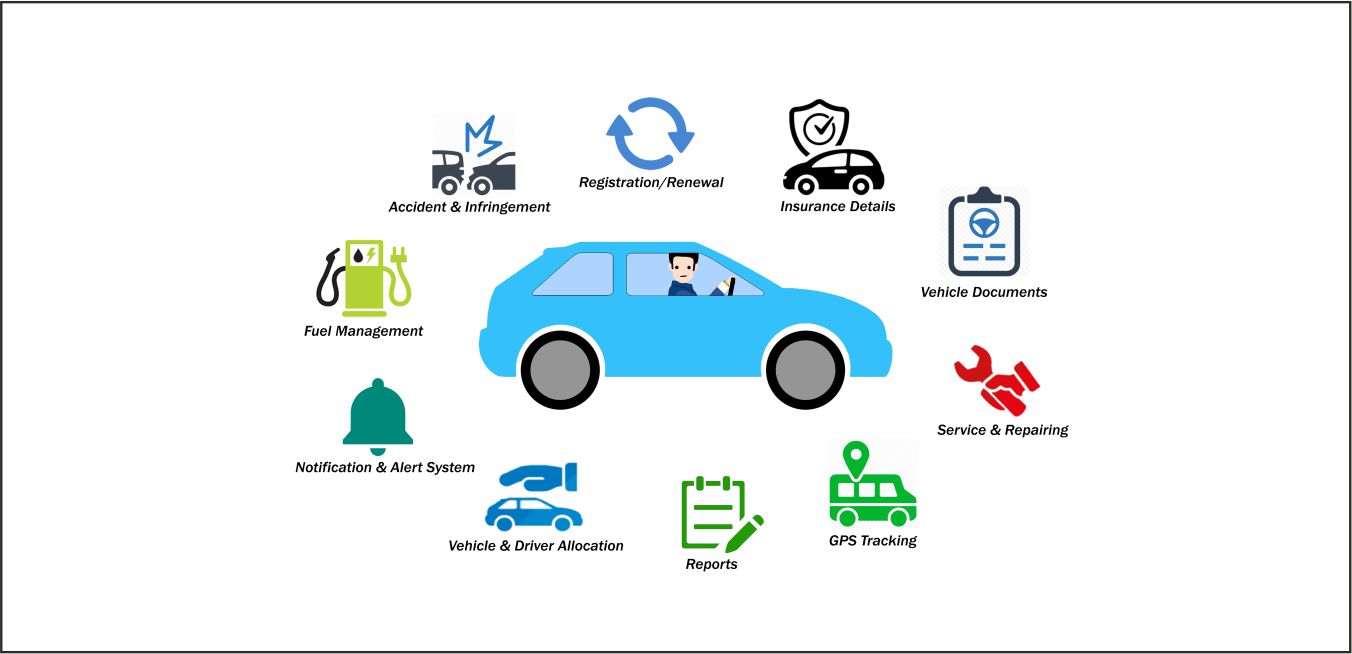 Registration/Renewal
Accident & Infringement
Insurance Details
Vehicle Documents
Fuel Management
Service & Repairing
Notification & Alert System
GPS Tracking
Vehicle & Driver Allocation
Reports